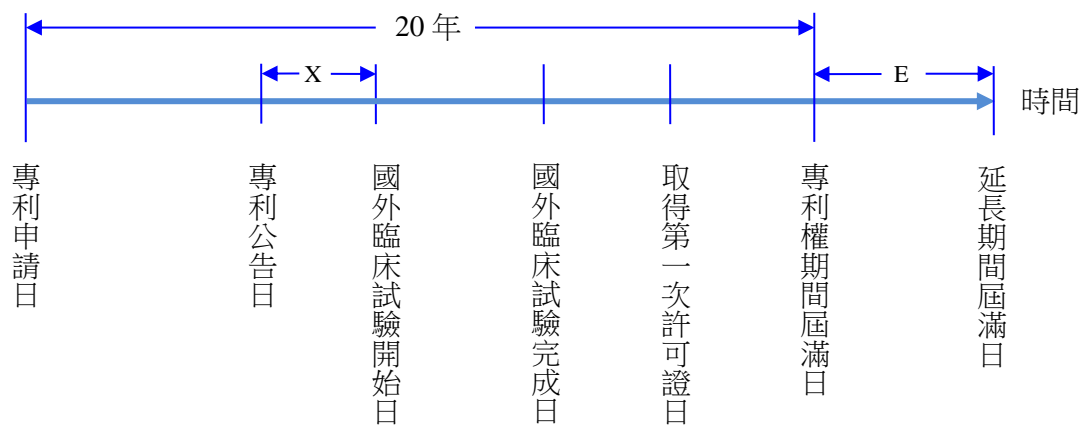 20 年
X
E
時間
專利申請日
專利公告日
國外臨床試驗開始日
國外臨床試驗完成日
取得第一次許可證日
專利權期間屆滿日
延長期間屆滿日